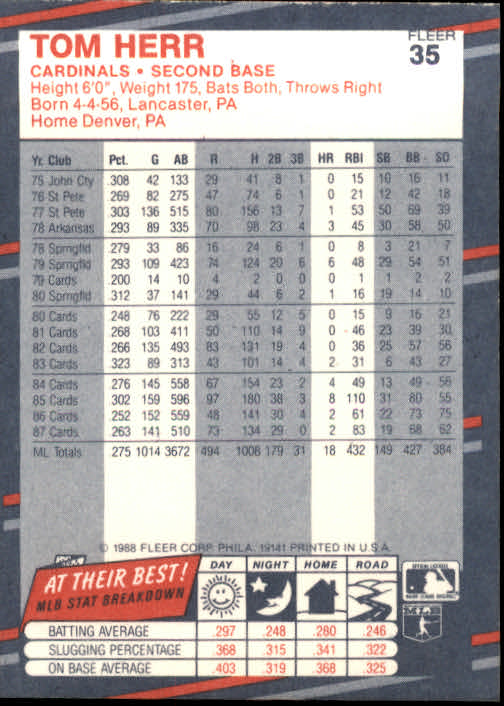 TOM HERR
FLEER
35
CARDINALS • SECOND BASE
Height 6'0", Weight 175, Bats Both, Throws Right
Born 4-4-56, Lancaster, PA
Home Denver, PA
Yr. Club Pct. G AB R H 2B 3B HR RBI SB BB SO
75 John Cty .308 42 133 29 41 8 1 0 15 10 16 11
76 St Pete .269 82 275 47 74 6 1 0 21 12 42 18
77 St Pete .303 136 515 80 156 13 7 1 53 50 69 39
78 Arkansas .293 89 335 70 98 23 4 3 45 30 58 50
78 Sprngfld .279 33 86 16 24 6 1 0 8 3 21 7
79 Sprngfld .293 109 423 74 124 20 6 6 48 29 54 51
79 Cards .200 14 10 4 2 0 0 0 1 1 2 2
80 Sprngfld .312 37 141 29 44 6 2 1 16 19 14 10
80 Cards .248 76 222 29 55 12 5 0 15 9 16 21
81 Cards .268 103 411 50 110 14 9 0 46 23 39 30
82 Cards .266 135 493 83 131 19 4 0 36 25 57 56
83 Cards .323 89 313 43 101 14 4 2 31 6 43 27
84 Cards .276 145 558 67 154 23 2 4 49 13 49 56
85 Cards .302 159 596 97 180 38 3 8 110 31 80 55
86 Cards .252 152 559 48 141 30 4 2 61 22 73 75
87 Cards .263 141 510 73 134 29 0 2 83 19 68 62
ML Totals .275 1014 3672 494 1008 179 31 18 432 149 427 384
© 1988 FLEER CORP. PHILA. 19141 PRINTED IN U.S.A.
AT THEIR BEST!
MLB STAT BREAKDOWN
DAY NIGHT HOME ROAD
BATTING AVERAGE .297 .248 .280 .246
SLUGGING PERCENTAGE .368 .315 .341 .322
ON BASE AVERAGE .403 .319 .368 .325
OFFICIAL LICENSEE
MAJOR LEAGUE BASEBALL
MLB